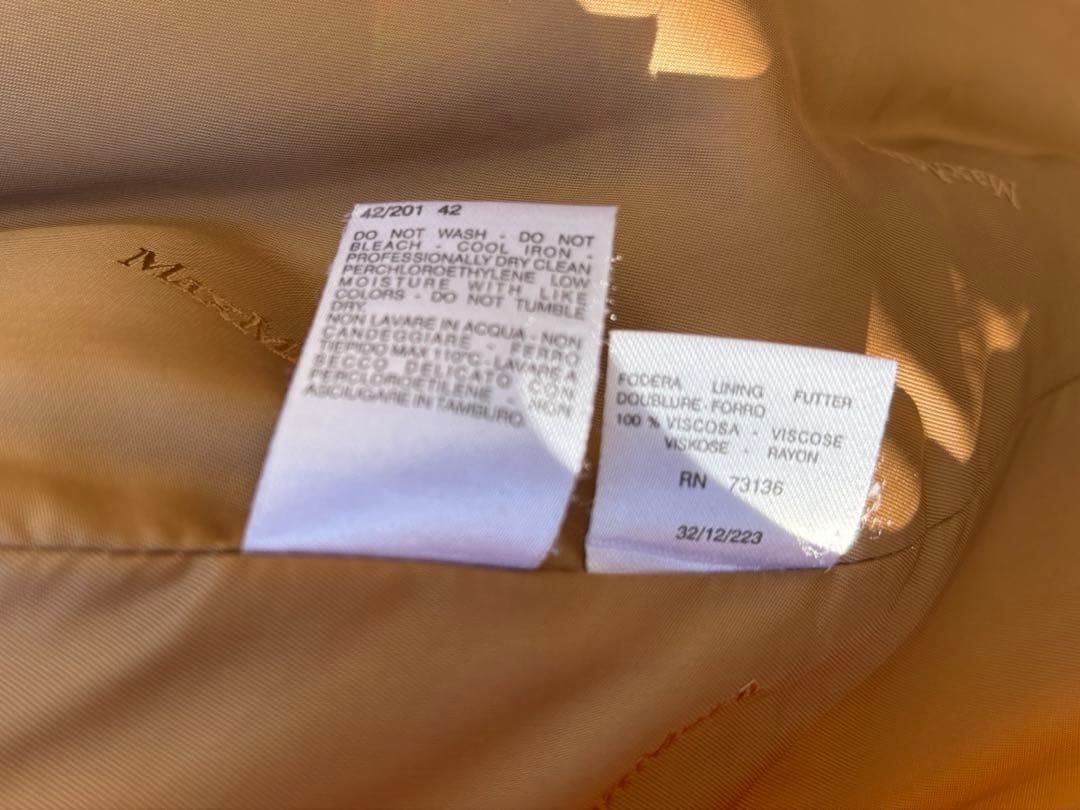 42/201 42
DO NOT WASH - DO NOT
BLEACH - COOL IRON -
PROFESSIONALLY DRY CLEAN
PERCHLOROETHYLENE LOW
MOISTURE WITH LIKE
COLORS - DO NOT TUMBLE
DRY.
NON LAVARE IN ACQUA - NON
CANDEGGIARE - FERRO
TIEPIDO MAX 110°C - LAVARE A
SECCO DELICATO CON
PERCLOROETILENE - NON
ASCIUGARE IN TAMBURO
FODERA LINING FUTTER
DOUBLURE - FORRO
100 % VISCOSA - VISCOSE
VISKOSE - RAYON
RN 73136
32/12/223
MaxM
MaxM